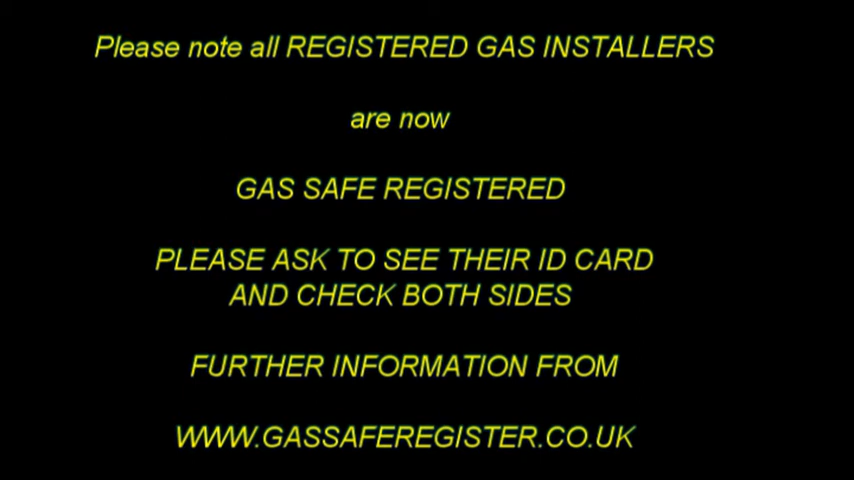 Please note all REGISTERED GAS INSTALLERS
are now
GAS SAFE REGISTERED
PLEASE ASK TO SEE THEIR ID CARD
AND CHECK BOTH SIDES
FURTHER INFORMATION FROM
WWW.GASSAFEREGISTER.CO.UK